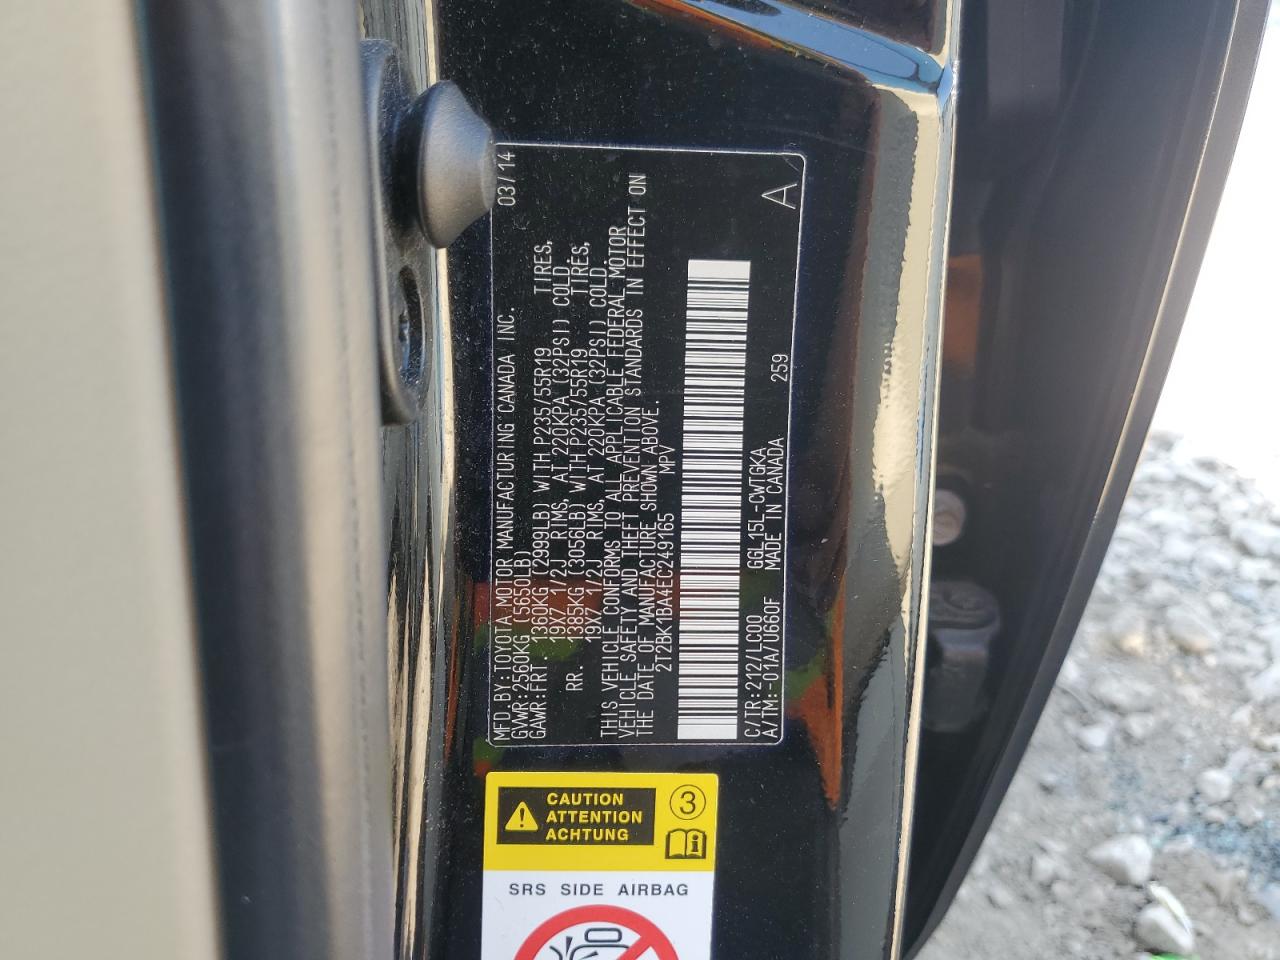 MFD.BY:TOYOTA MOTOR MANUFACTURING CANADA INC. 03/14
GVWR:2560KG (5650LB)
GAWR:FRT. 1360KG (2999LB) WITH P235/55R19 TIRES,
19X7 1/2J RIMS, AT 220KPA (32PSI) COLD.
RR. 1385KG (3056LB) WITH P235/55R19 TIRES,
19X7 1/2J RIMS, AT 220KPA (32PSI) COLD.
THIS VEHICLE CONFORMS TO ALL APPLICABLE FEDERAL MOTOR
VEHICLE SAFETY AND THEFT PREVENTION STANDARDS IN EFFECT ON
THE DATE OF MANUFACTURE SHOWN ABOVE.
2T2BK1BA4EC249165 MPV
C/TR:212/LC00 GGL15L-CWTGKA
A/TM:-01A/U660F MADE IN CANADA 259 A
CAUTION
ATTENTION
ACHTUNG
3
i
SRS SIDE AIRBAG